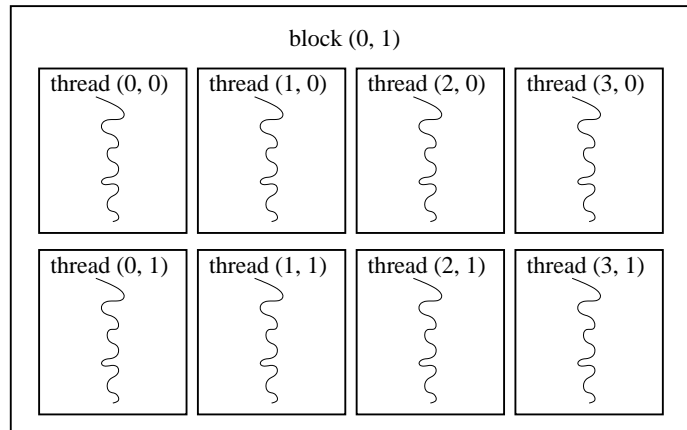 block (0, 1)
thread (0, 0) thread (1, 0) thread (2, 0) thread (3, 0)
thread (0, 1) thread (1, 1) thread (2, 1) thread (3, 1)